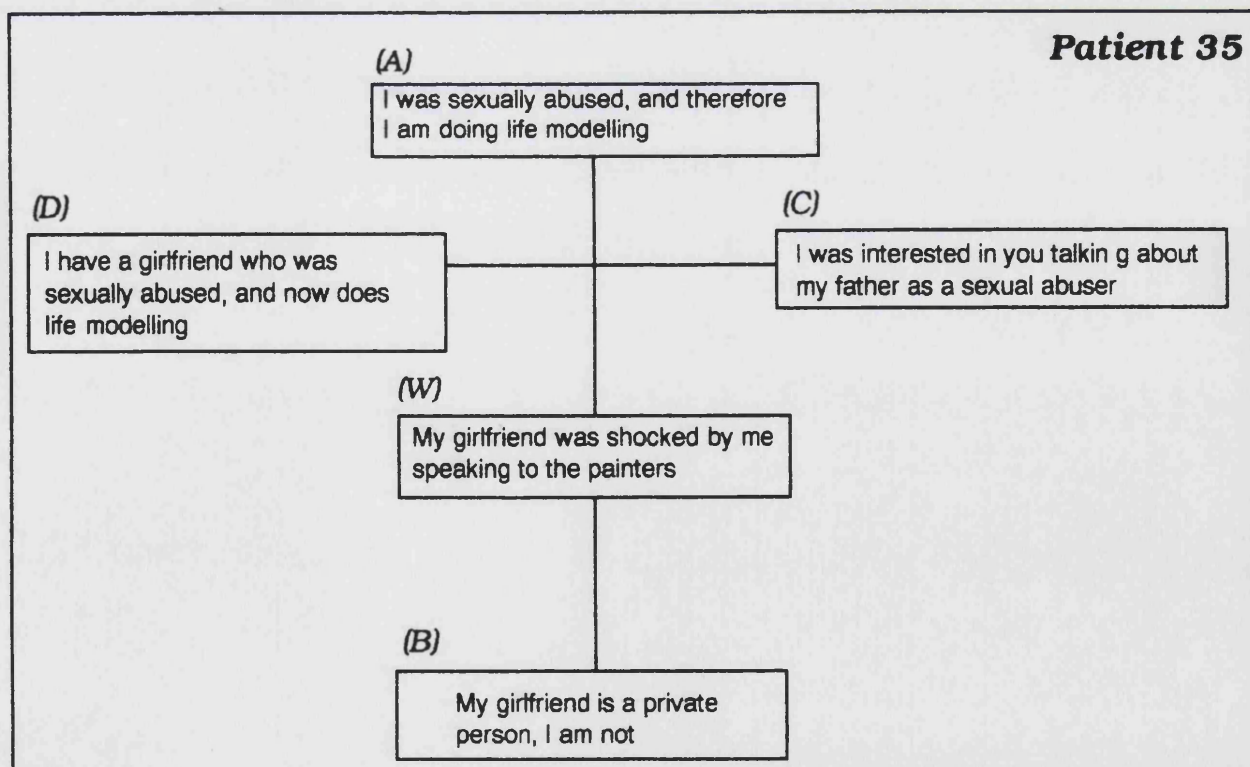 Patient 35
(A)
I was sexually abused, and therefore
I am doing life modelling
(D)
I have a girlfriend who was
sexually abused, and now does
life modelling
(C)
I was interested in you talkin g about
my father as a sexual abuser
(W)
My girlfriend was shocked by me
speaking to the painters
(B)
My girlfriend is a private
person, I am not